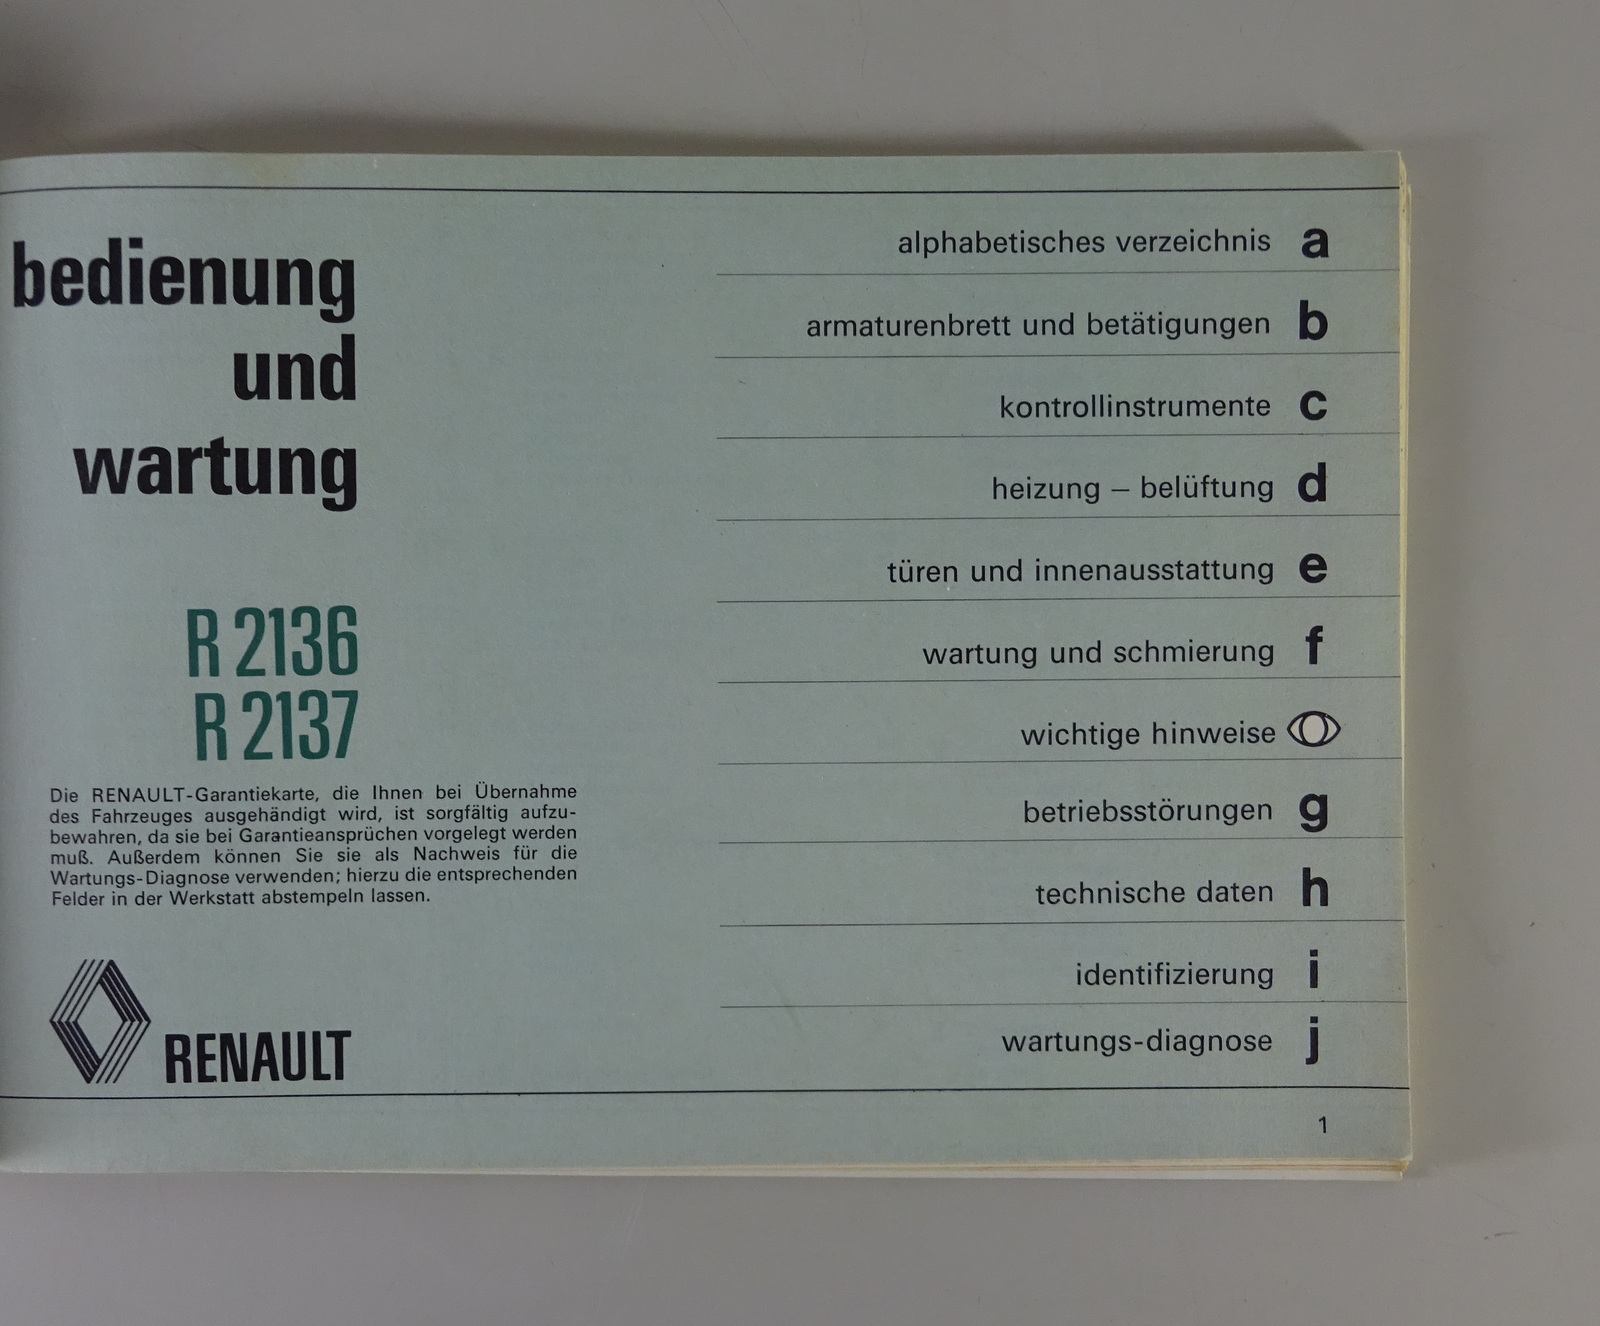 bedienung
und
wartung
R 2136
R 2137
Die RENAULT-Garantiekarte, die Ihnen bei Übernahme
des Fahrzeuges ausgehändigt wird, ist sorgfältig aufzu-
bewahren, da sie bei Garantieansprüchen vorgelegt werden
muß. Außerdem können Sie sie als Nachweis für die
Wartungs-Diagnose verwenden; hierzu die entsprechenden
Felder in der Werkstatt abstempeln lassen.
RENAULT
alphabetisches verzeichnis a
armaturenbrett und betätigungen b
kontrollinstrumente c
heizung – belüftung d
türen und innenausstattung e
wartung und schmierung f
wichtige hinweise
betriebsstörungen g
technische daten h
identifizierung i
wartungs-diagnose j
1